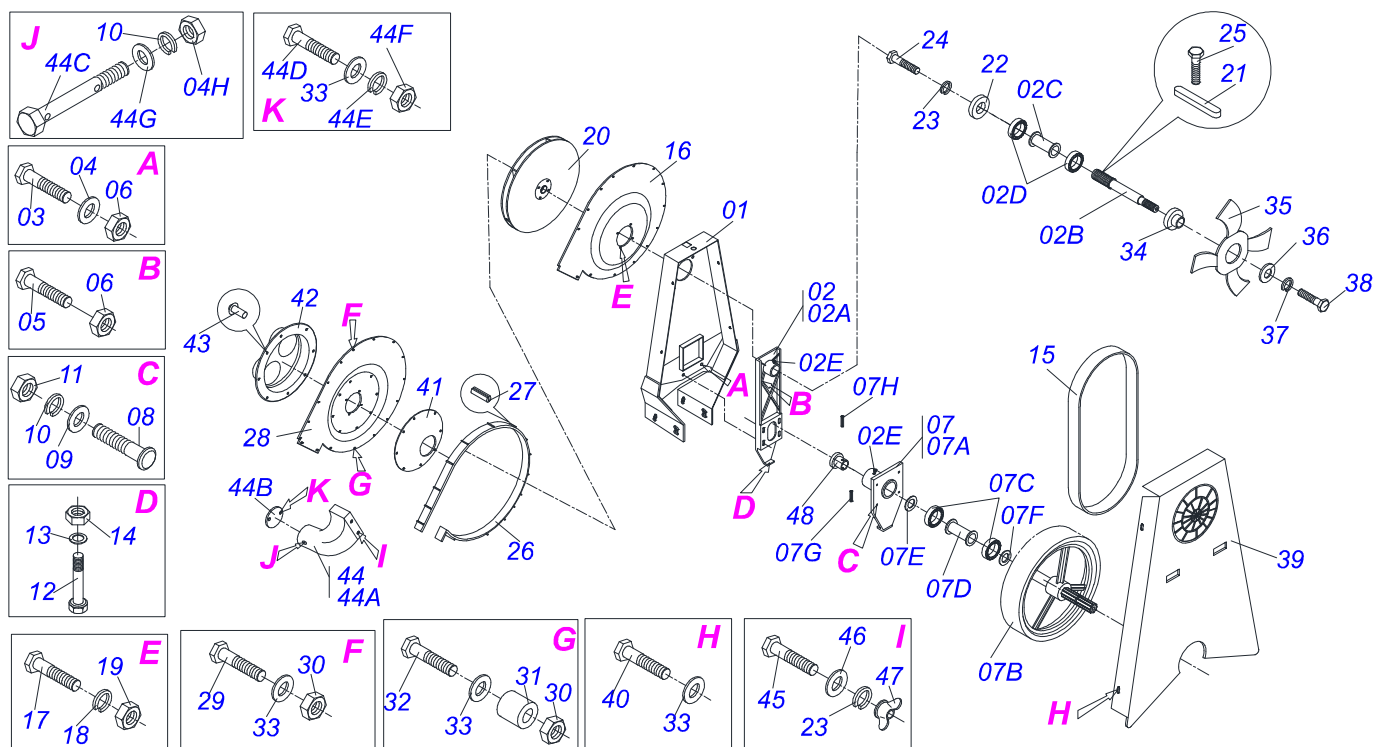 J
10
44C
44G
04H
44F
44D
33
44E
K
A
04
06
03
B
06
05
C
11
08
10
09
D
14
13
12
E
19
17
18
F
30
29
33
G
31
30
32
33
H
40
33
I
46
47
45
23
24
22
23
02C
02D
02B
25
21
34
35
36
37
38
20
16
01
E
02
02A
02E
A
B
D
42
43
F
41
27
28
G
26
44B
K
J
I
44
44A
07H
02E
07
07A
48
07G
C
07E
07C
07D
07F
07B
15
39
H